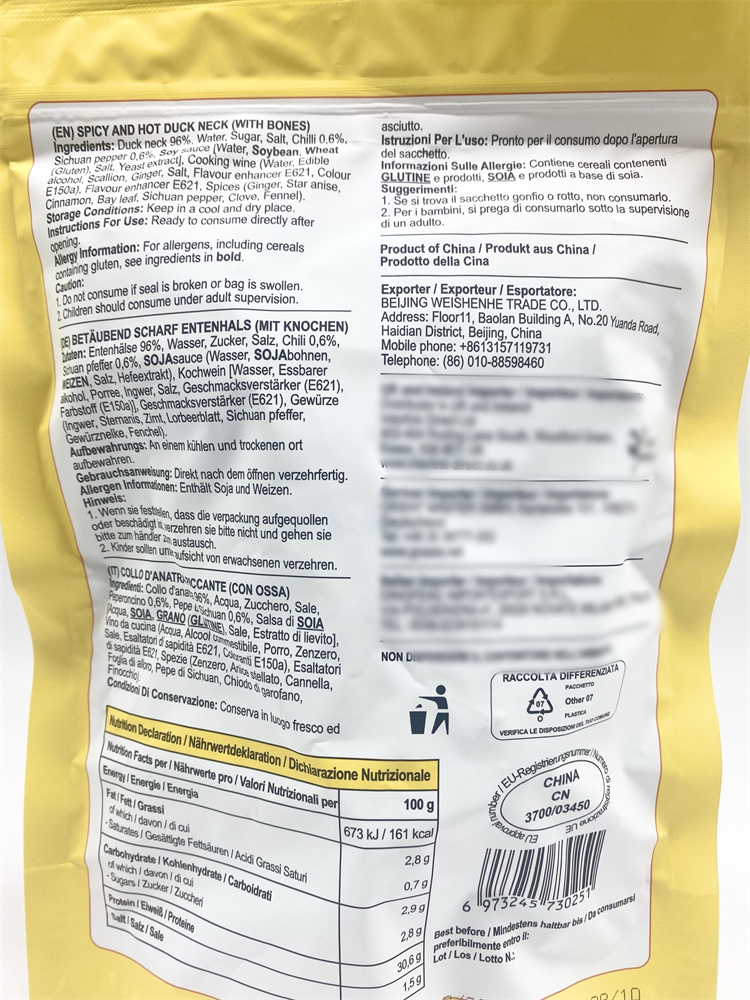 (EN) SPICY AND HOT DUCK NECK (WITH BONES)
Ingredients: Duck neck 96%, Water, Sugar, Salt, Chilli 0,6%,
Sichuan pepper 0,6%, Soy sauce [Water, Soybean, Wheat
(Gluten), Salt, Yeast extract], Cooking wine (Water, Edible
alcohol, Scallion, Ginger, Salt, Flavour enhancer E621, Colour
E150a), Flavour enhancer E621, Spices (Ginger, Star anise,
Cinnamon, Bay leaf, Sichuan pepper, Clove, Fennel).
Storage Conditions: Keep in a cool and dry place.
Instructions For Use: Ready to consume directly after
opening.
Allergy Information: For allergens, including cereals
containing gluten, see ingredients in bold.
Caution:
1. Do not consume if seal is broken or bag is swollen.
2. Children should consume under adult supervision.
(DE) BETÄUBEND SCHARF ENTENHALS (MIT KNOCHEN)
Zutaten: Entenhälse 96%, Wasser, Zucker, Salz, Chili 0,6%,
Sichuan pfeffer 0,6%, SOJAsauce (Wasser, SOJAbohnen,
WEIZEN, Salz, Hefeextrakt), Kochwein [Wasser, Essbarer
alkohol, Porree, Ingwer, Salz, Geschmacksverstärker (E621),
Farbstoff (E150a)], Geschmacksverstärker (E621), Gewürze
(Ingwer, Sternanis, Zimt, Lorbeerblatt, Sichuan pfeffer,
Gewürznelke, Fenchel).
Aufbewahrungs: An einem kühlen und trockenen ort
aufbewahren.
Gebrauchsanweisung: Direkt nach dem öffnen verzehrfertig.
Allergen Informationen: Enthält Soja und Weizen.
Hinweis:
1. Wenn sie feststellen, dass die verpackung aufgequollen
oder beschädigt ist, verzehren sie bitte nicht und gehen sie
bitte zum händler zum austausch.
2. Kinder sollten unter aufsicht von erwachsenen verzehren.
(IT) COLLO D'ANATRA PICCANTE (CON OSSA)
Ingredienti: Collo d'anatra 96%, Acqua, Zucchero, Sale,
Peperoncino 0,6%, Pepe di Sichuan 0,6%, Salsa di SOIA
[Acqua, SOIA, GRANO (GLUTINE), Sale, Estratto di lievito],
Vino da cucina (Acqua, Alcool commestibile, Porro, Zenzero,
Sale, Esaltatori di sapidità E621, Coloranti E150a), Esaltatori
di sapidità E621, Spezie (Zenzero, Anice stellato, Cannella,
Foglia di alloro, Pepe di Sichuan, Chiodo di garofano,
Finocchio)
Condizioni Di Conservazione: Conserva in luogo fresco ed
asciutto.
Istruzioni Per L'uso: Pronto per il consumo dopo l'apertura
del sacchetto.
Informazioni Sulle Allergie: Contiene cereali contenenti
GLUTINE e prodotti, SOIA e prodotti a base di soia.
Suggerimenti:
1. Se si trova il sacchetto gonfio o rotto, non consumarlo.
2. Per i bambini, si prega di consumarlo sotto la supervisione
di un adulto.
Product of China / Produkt aus China /
Prodotto della Cina
Exporter / Exporteur / Esportatore:
BEIJING WEISHENHE TRADE CO., LTD.
Address: Floor11, Baolan Building A, No.20 Yuanda Road,
Haidian District, Beijing, China
Mobile phone: +8613157119731
Telephone: (86) 010-88598460
NON
RACCOLTA DIFFERENZIATA
PACCHETTO
07
Other 07
PLASTICA
VERIFICA LE DISPOSIZIONI DEL TUO COMUNE
EU approval number / EU-Registrierungsnummer / Numero di registrazione UE
CHINA
CN
3700/03450
6 973245 730251
Best before / Mindestens haltbar bis / Da consumarsi
preferibilmente entro il:
Lot / Los / Lotto N.:
Nutrition Declaration / Nährwertdeklaration / Dichiarazione Nutrizionale
Nutrition Facts per / Nährwerte pro / Valori Nutrizionali per 100 g
Energy / Energie / Energia 673 kJ / 161 kcal
Fat / Fett / Grassi 2,8 g
of which / davon / di cui
- Saturates / Gesättigte Fettsäuren / Acidi Grassi Saturi 0,7 g
Carbohydrate / Kohlenhydrate / Carboidrati 2,9 g
of which / davon / di cui
- Sugars / Zucker / Zuccheri 2,8 g
Protein / Eiweiß / Proteine 30,6 g
Salt / Salz / Sale 1,5 g